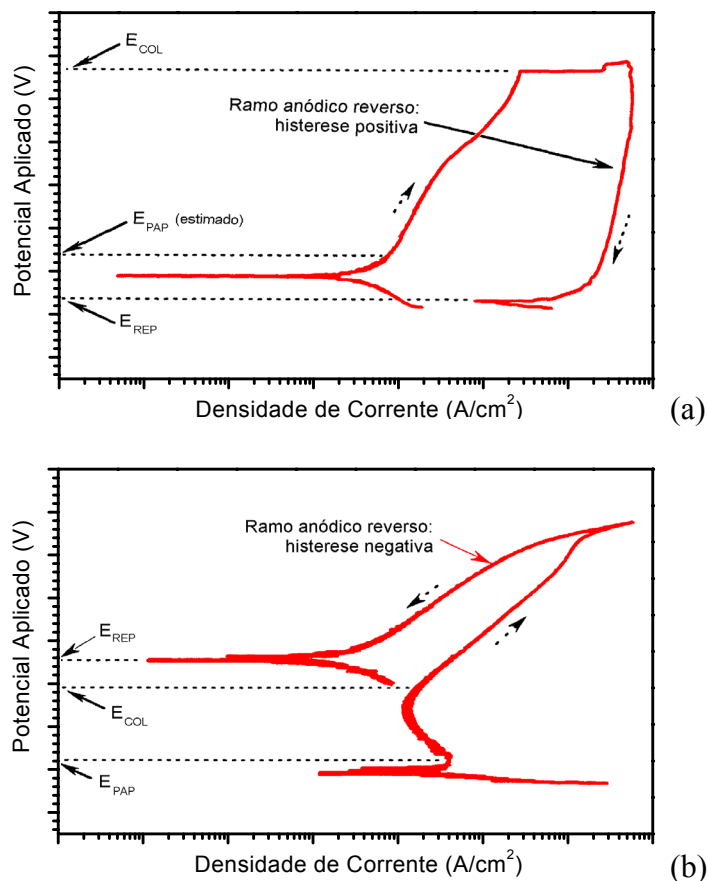 E_COL
Ramo anódico reverso:
histerese positiva
E_PAP (estimado)
E_REP
Potencial Aplicado (V)
Densidade de Corrente (A/cm²)
(a)
Ramo anódico reverso:
histerese negativa
E_REP
E_COL
E_PAP
Potencial Aplicado (V)
Densidade de Corrente (A/cm²)
(b)